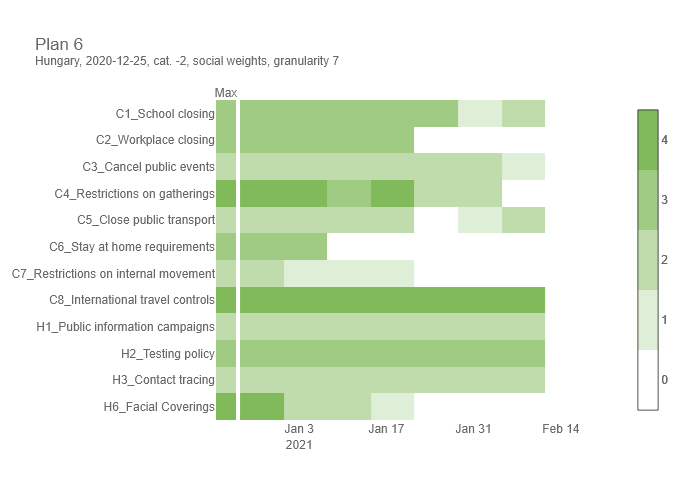 Plan 6
Hungary, 2020-12-25, cat. -2, social weights, granularity 7
Max
C1_School closing
C2_Workplace closing
C3_Cancel public events
C4_Restrictions on gatherings
C5_Close public transport
C6_Stay at home requirements
C7_Restrictions on internal movement
C8_International travel controls
H1_Public information campaigns
H2_Testing policy
H3_Contact tracing
H6_Facial Coverings
Jan 3 Jan 17 Jan 31 Feb 14
2021
4
3
2
1
0